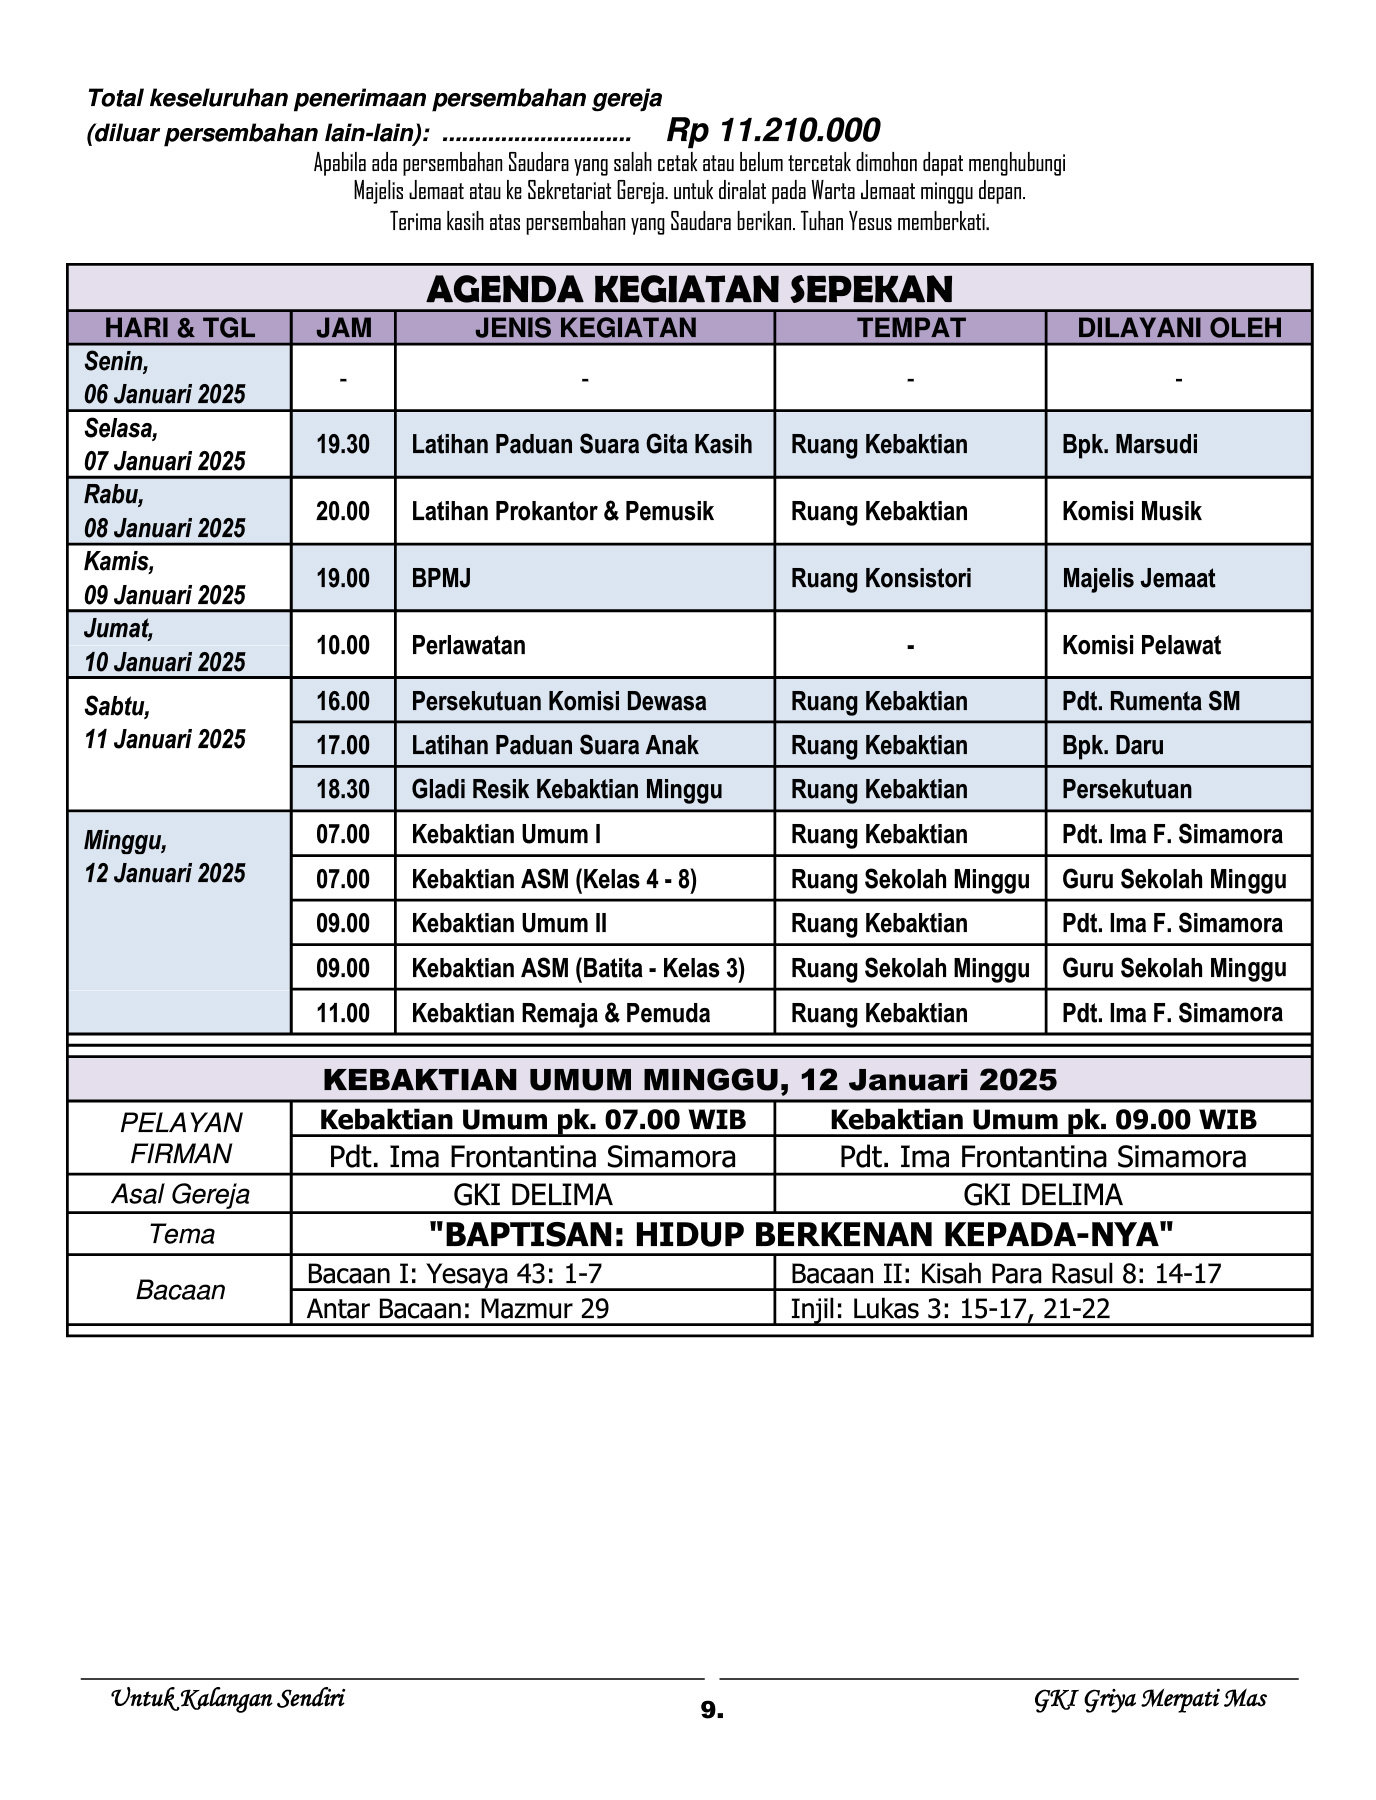 Total keseluruhan penerimaan persembahan gereja
(diluar persembahan lain-lain): ............................. Rp 11.210.000
Apabila ada persembahan Saudara yang salah cetak atau belum tercetak dimohon dapat menghubungi
Majelis Jemaat atau ke Sekretariat Gereja. untuk diralat pada Warta Jemaat minggu depan.
Terima kasih atas persembahan yang Saudara berikan. Tuhan Yesus memberkati.
AGENDA KEGIATAN SEPEKAN
HARI & TGL JAM JENIS KEGIATAN TEMPAT DILAYANI OLEH
Senin,
06 Januari 2025 - - - -
Selasa,
07 Januari 2025 19.30 Latihan Paduan Suara Gita Kasih Ruang Kebaktian Bpk. Marsudi
Rabu,
08 Januari 2025 20.00 Latihan Prokantor & Pemusik Ruang Kebaktian Komisi Musik
Kamis,
09 Januari 2025 19.00 BPMJ Ruang Konsistori Majelis Jemaat
Jumat,
10 Januari 2025 10.00 Perlawatan - Komisi Pelawat
Sabtu,
11 Januari 2025
16.00 Persekutuan Komisi Dewasa Ruang Kebaktian Pdt. Rumenta SM
17.00 Latihan Paduan Suara Anak Ruang Kebaktian Bpk. Daru
18.30 Gladi Resik Kebaktian Minggu Ruang Kebaktian Persekutuan
Minggu,
12 Januari 2025
07.00 Kebaktian Umum I Ruang Kebaktian Pdt. Ima F. Simamora
07.00 Kebaktian ASM (Kelas 4 - 8) Ruang Sekolah Minggu Guru Sekolah Minggu
09.00 Kebaktian Umum II Ruang Kebaktian Pdt. Ima F. Simamora
09.00 Kebaktian ASM (Batita - Kelas 3) Ruang Sekolah Minggu Guru Sekolah Minggu
11.00 Kebaktian Remaja & Pemuda Ruang Kebaktian Pdt. Ima F. Simamora
KEBAKTIAN UMUM MINGGU, 12 Januari 2025
PELAYAN
FIRMAN
Kebaktian Umum pk. 07.00 WIB Kebaktian Umum pk. 09.00 WIB
Pdt. Ima Frontantina Simamora Pdt. Ima Frontantina Simamora
Asal Gereja GKI DELIMA GKI DELIMA
Tema "BAPTISAN: HIDUP BERKENAN KEPADA-NYA"
Bacaan
Bacaan I: Yesaya 43: 1-7 Bacaan II: Kisah Para Rasul 8: 14-17
Antar Bacaan: Mazmur 29 Injil: Lukas 3: 15-17, 21-22
Untuk Kalangan Sendiri 9. GKI Griya Merpati Mas